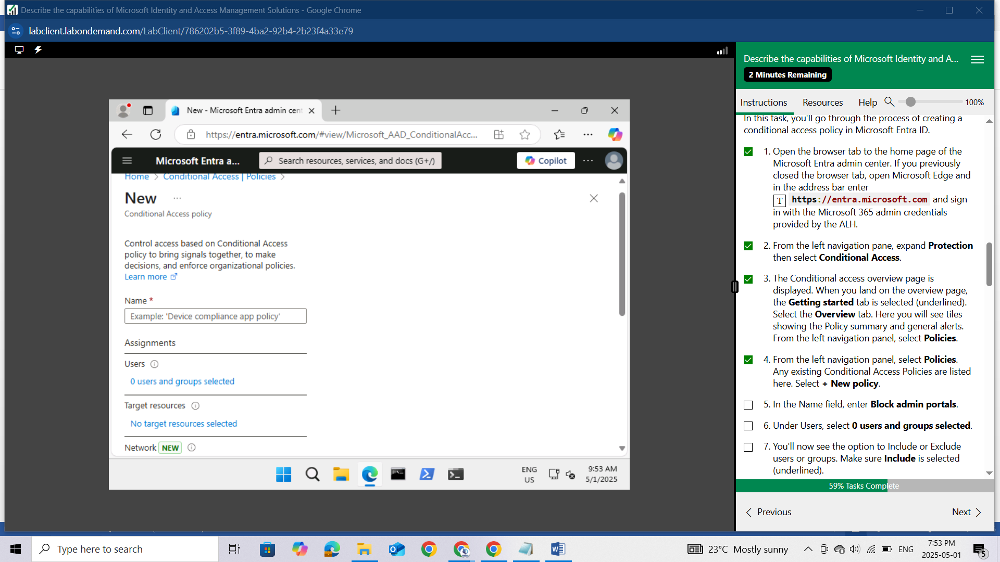 Describe the capabilities of Microsoft Identity and Access Management Solutions - Google Chrome
labclient.labondemand.com/LabClient/786202b5-3f89-4ba2-92b4-2b23f4a33e79
Describe the capabilities of Microsoft Identity and A...
2 Minutes Remaining
Instructions
Resources
Help
100%
In this task, you'll go through the process of creating a
conditional access policy in Microsoft Entra ID.
1. Open the browser tab to the home page of the
Microsoft Entra admin center. If you previously
closed the browser tab, open Microsoft Edge and
in the address bar enter
T https://entra.microsoft.com and sign
in with the Microsoft 365 admin credentials
provided by the ALH.
2. From the left navigation pane, expand Protection
then select Conditional Access.
3. The Conditional access overview page is
displayed. When you land on the overview page,
the Getting started tab is selected (underlined).
Select the Overview tab. Here you will see tiles
showing the Policy summary and general alerts.
From the left navigation panel, select Policies.
4. From the left navigation panel, select Policies.
Any existing Conditional Access Policies are listed
here. Select + New policy.
5. In the Name field, enter Block admin portals.
6. Under Users, select 0 users and groups selected.
7. You'll now see the option to Include or Exclude
users or groups. Make sure Include is selected
(underlined).
59% Tasks Complete
Previous
Next
New - Microsoft Entra admin cent
https://entra.microsoft.com/#view/Microsoft_AAD_ConditionalAcc...
Microsoft Entra a...
Search resources, services, and docs (G+/)
Copilot
Home > Conditional Access | Policies >
New ...
Conditional Access policy
Control access based on Conditional Access
policy to bring signals together, to make
decisions, and enforce organizational policies.
Learn more
Name *
Example: 'Device compliance app policy'
Assignments
Users
0 users and groups selected
Target resources
No target resources selected
Network NEW
ENG
US
9:53 AM
5/1/2025
Type here to search
23°C Mostly sunny
ENG
7:53 PM
2025-05-01
5